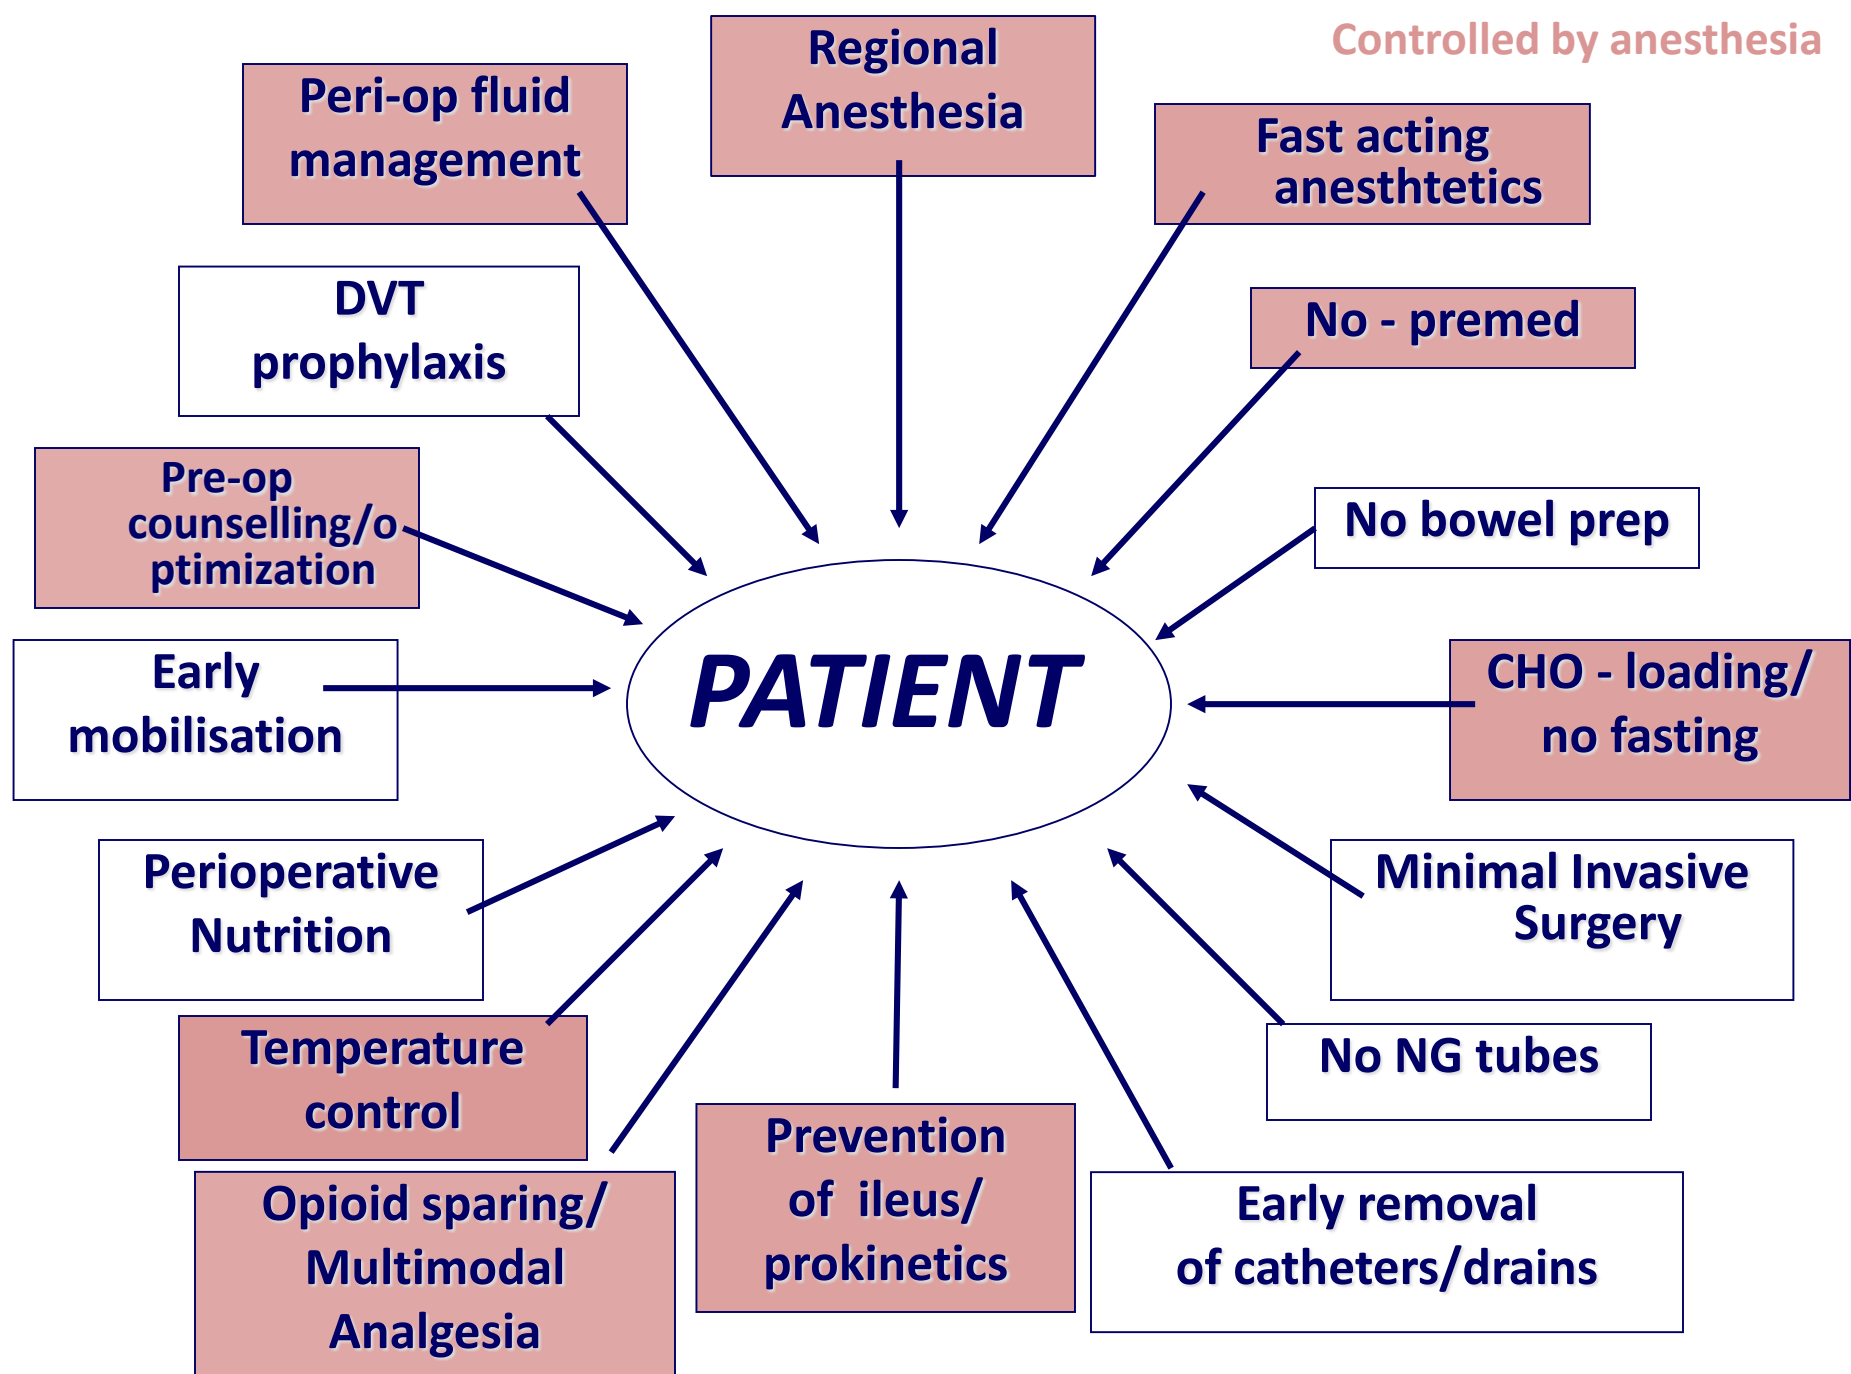 Controlled by anesthesia
Regional
Anesthesia
Peri-op fluid
management
Fast acting
anesthtetics
DVT
prophylaxis
No - premed
Pre-op
counselling/o
ptimization
No bowel prep
Early
mobilisation
PATIENT
CHO - loading/
no fasting
Perioperative
Nutrition
Minimal Invasive
Surgery
Temperature
control
No NG tubes
Opioid sparing/
Multimodal
Analgesia
Prevention
of ileus/
prokinetics
Early removal
of catheters/drains